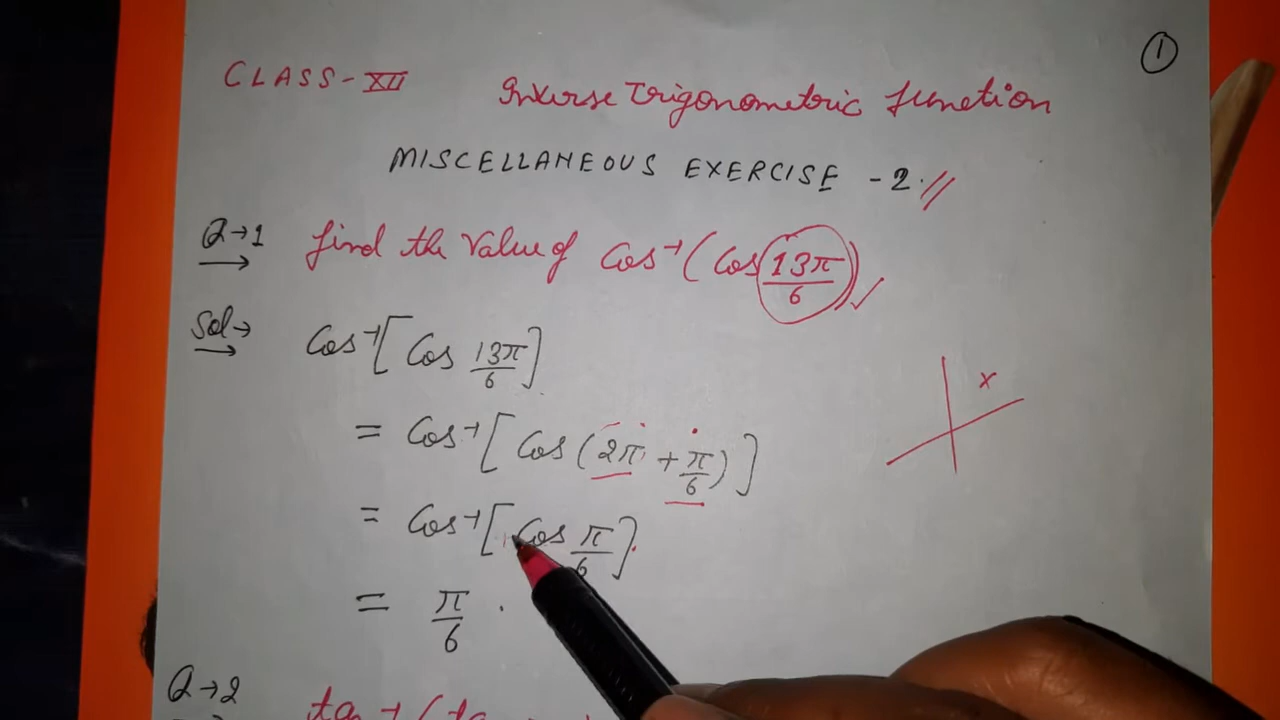 ①
CLASS-XII Inverse Trigonometric function
MISCELLANEOUS EXERCISE -2.//
Q→1 find the Value of Cos⁻¹(Cos(13π/6))✓
Sol→ Cos⁻¹[Cos 13π/6]
= Cos⁻¹[Cos(2π + π/6)]
= Cos⁻¹[Cos π/6].
= π/6 .
Q→2